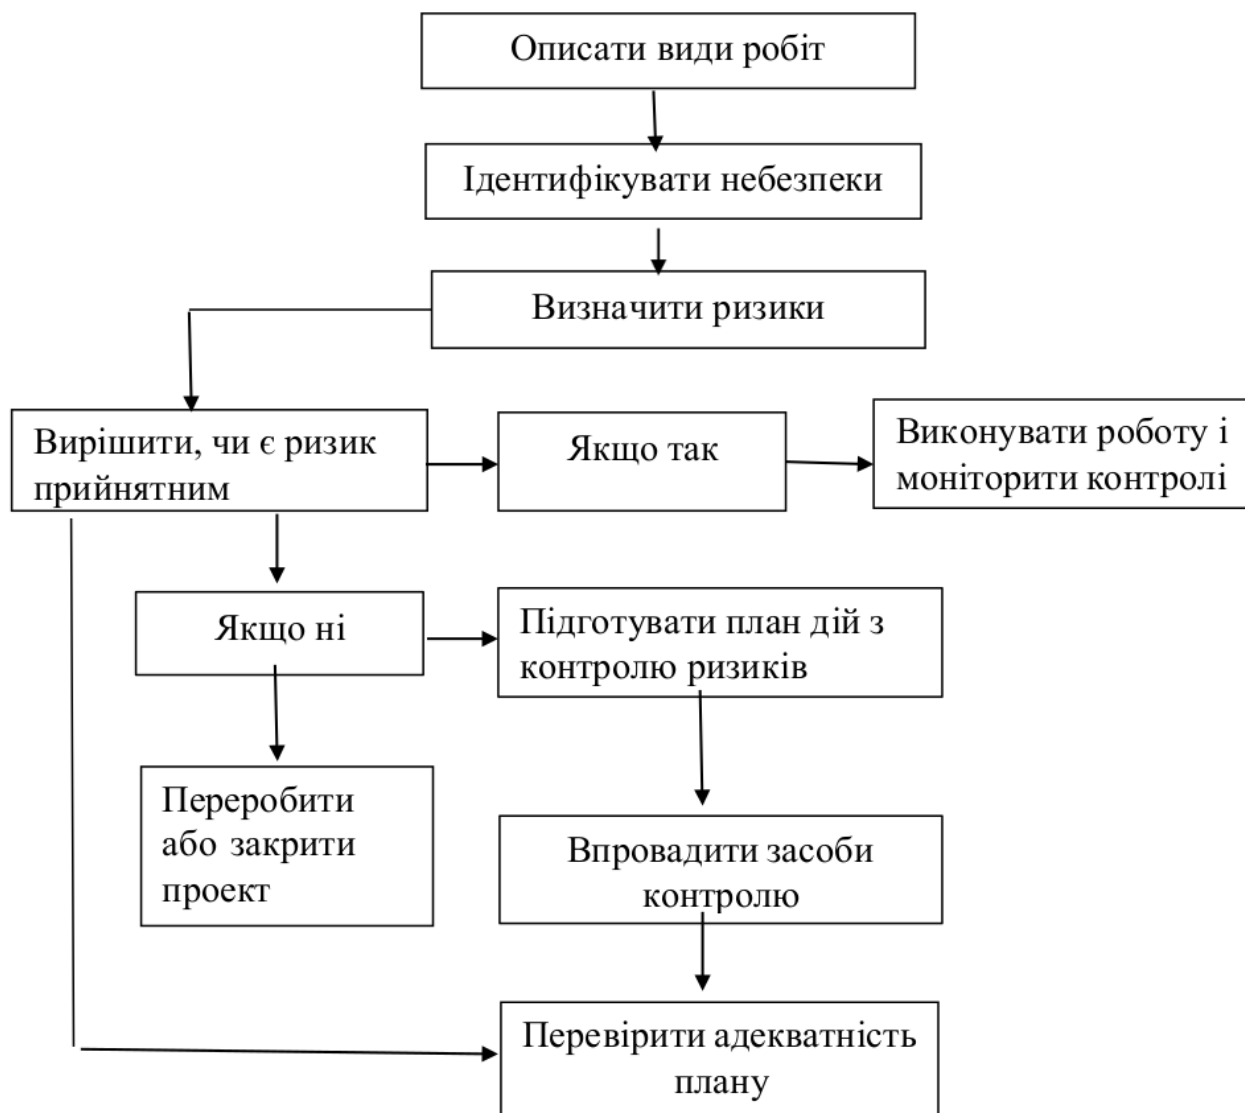 Описати види робіт
Ідентифікувати небезпеки
Визначити ризики
Вирішити, чи є ризик
прийнятним
Якщо так
Виконувати роботу і
моніторити контролі
Якщо ні
Підготувати план дій з
контролю ризиків
Переробити
або закрити
проект
Впровадити засоби
контролю
Перевірити адекватність
плану